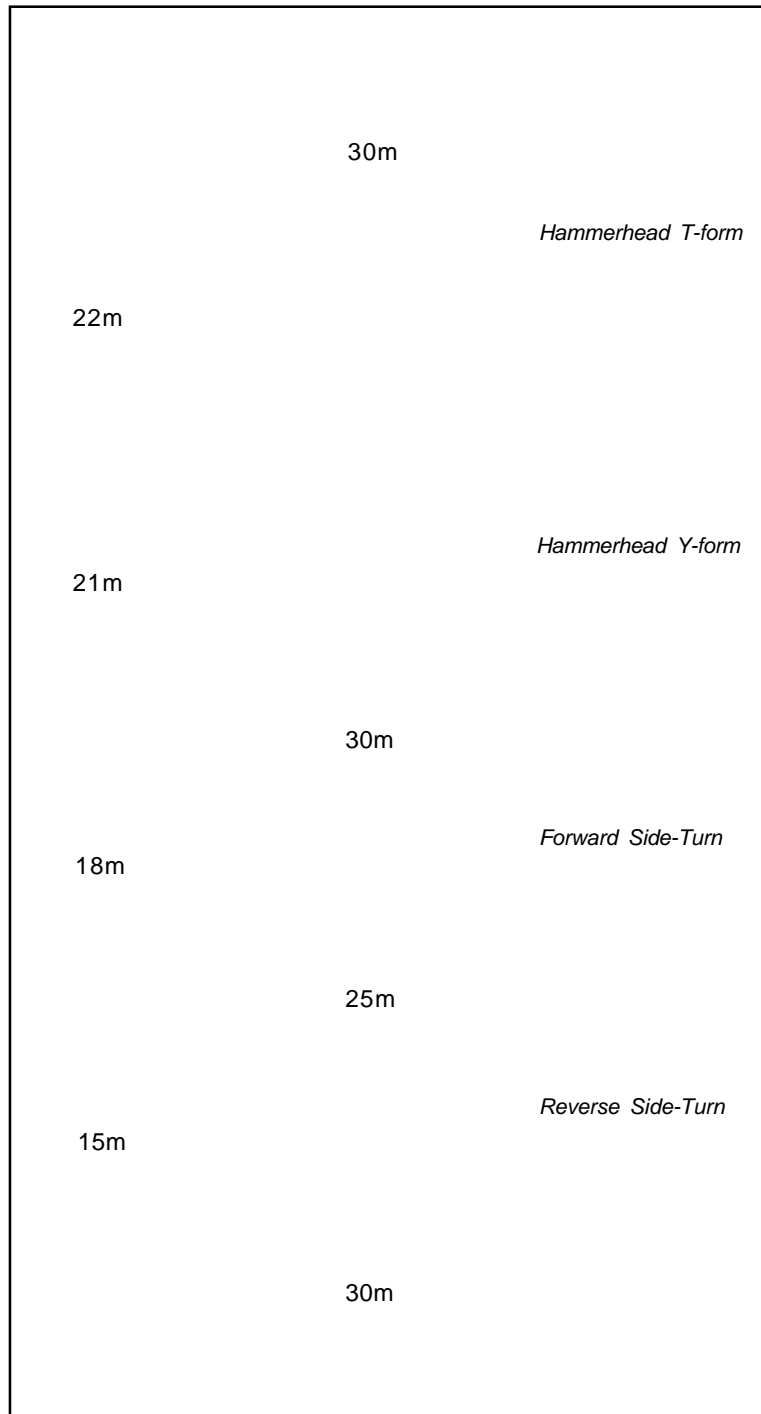 30m
Hammerhead T-form
22m
Hammerhead Y-form
21m
30m
Forward Side-Turn
18m
25m
Reverse Side-Turn
15m
30m